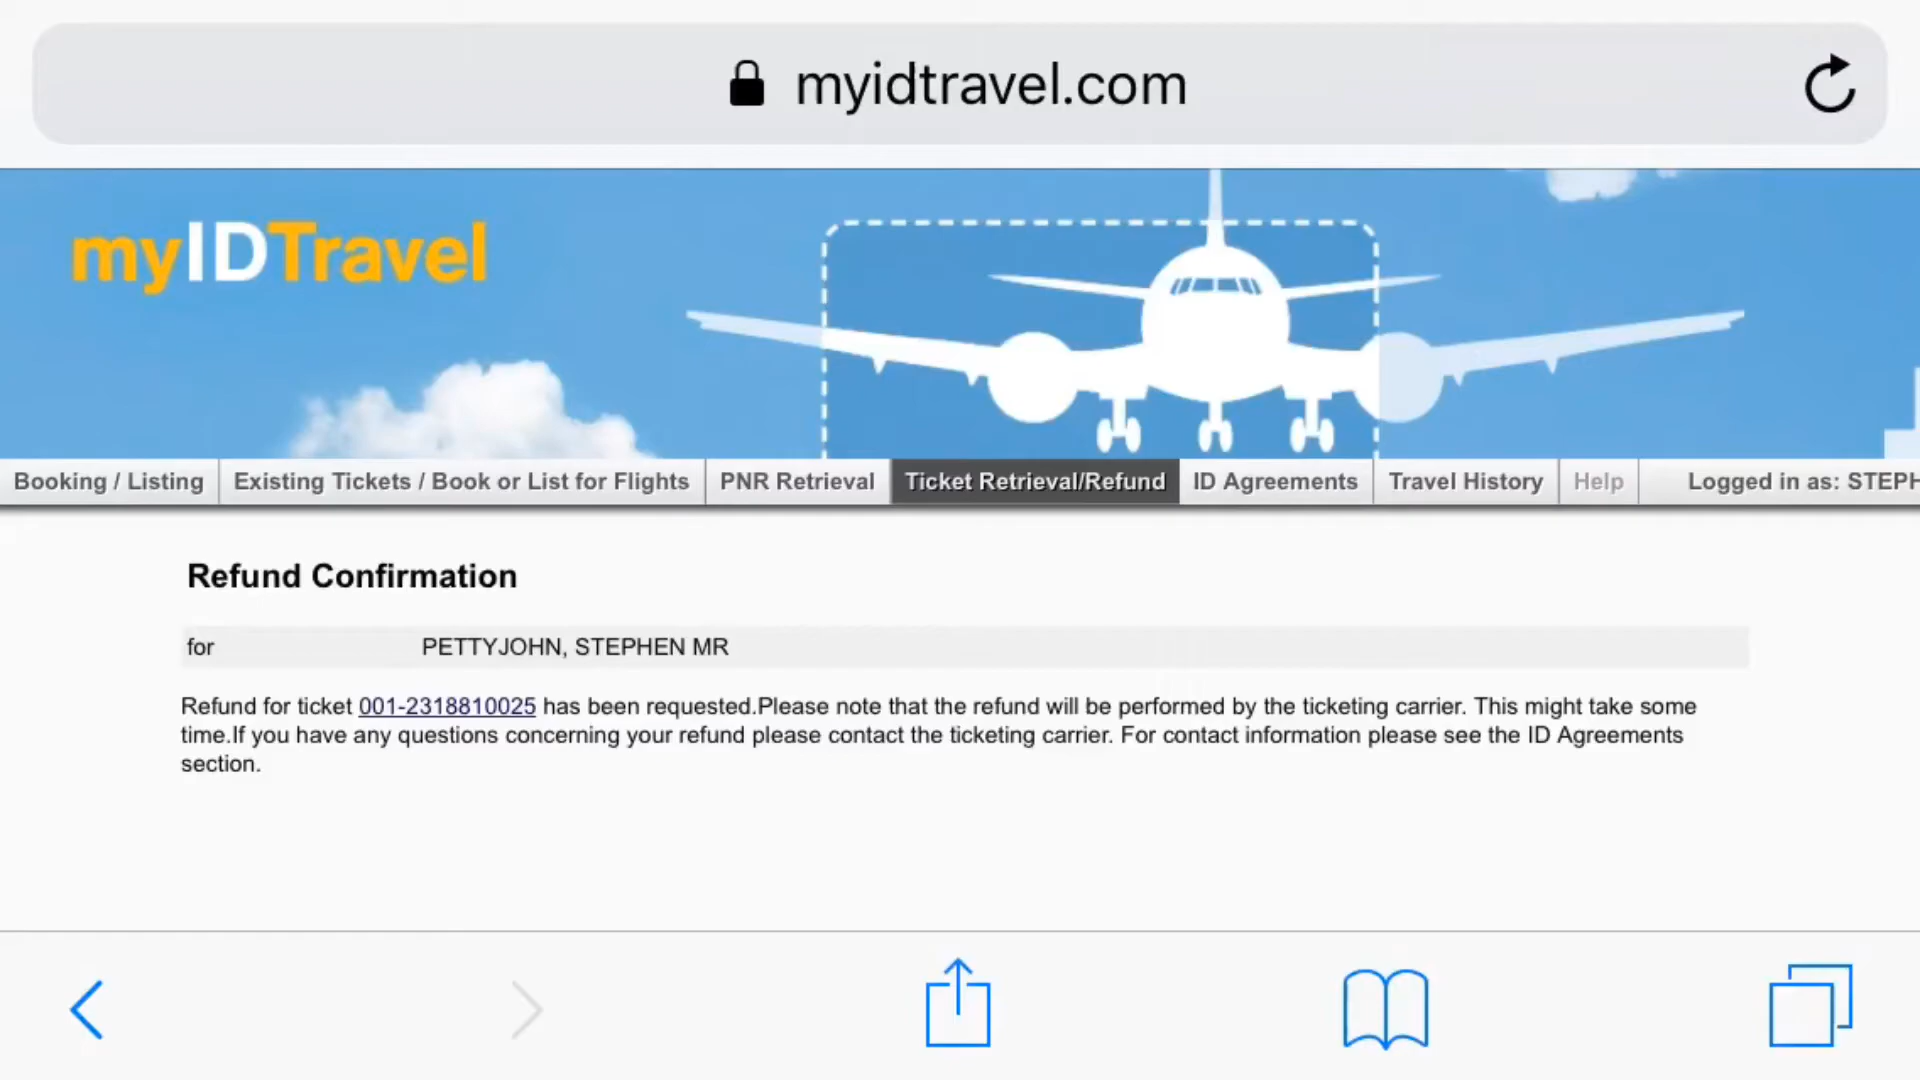 myidtravel.com
myIDTravel
Booking / Listing
Existing Tickets / Book or List for Flights
PNR Retrieval
Ticket Retrieval/Refund
ID Agreements
Travel History
Help
Logged in as: STEPH
Refund Confirmation
for PETTYJOHN, STEPHEN MR
Refund for ticket 001-2318810025 has been requested.Please note that the refund will be performed by the ticketing carrier. This might take some
time.If you have any questions concerning your refund please contact the ticketing carrier. For contact information please see the ID Agreements
section.